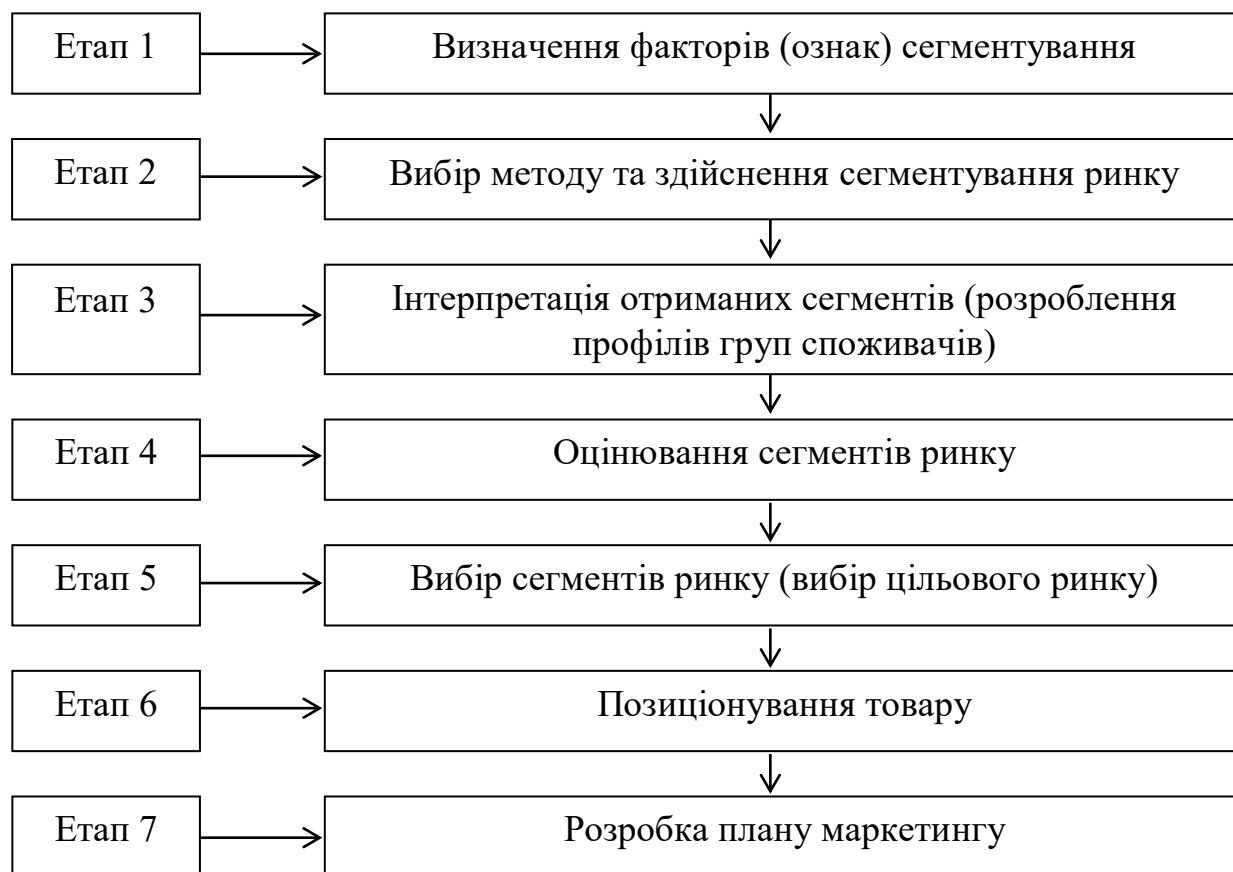 Етап 1
Визначення факторів (ознак) сегментування
Етап 2
Вибір методу та здійснення сегментування ринку
Етап 3
Інтерпретація отриманих сегментів (розроблення
профілів груп споживачів)
Етап 4
Оцінювання сегментів ринку
Етап 5
Вибір сегментів ринку (вибір цільового ринку)
Етап 6
Позиціонування товару
Етап 7
Розробка плану маркетингу